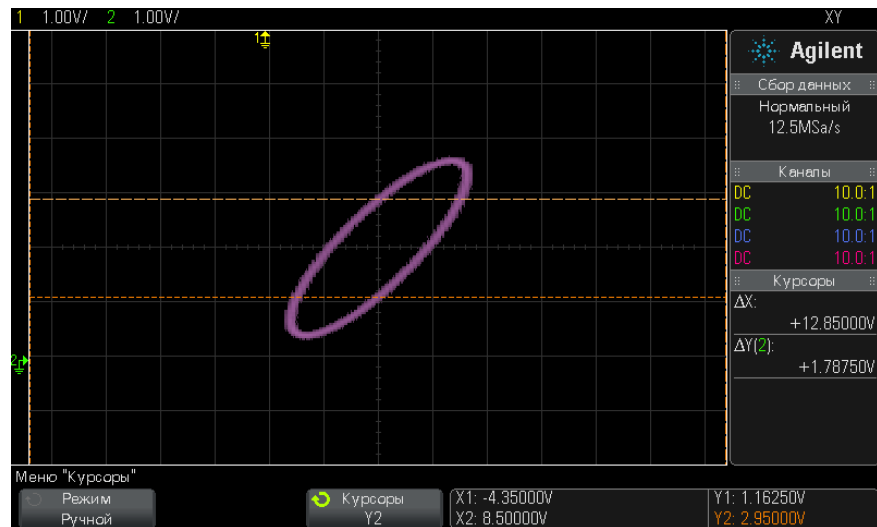 1 1.00V/ 2 1.00V/ XY
1
Agilent
Сбор данных
Нормальный
12.5MSa/s
Каналы
DC 10.0:1
DC 10.0:1
DC 10.0:1
DC 10.0:1
Курсоры
ΔX:
+12.85000V
ΔY(2):
+1.78750V
2
Меню "Курсоры"
Режим
Ручной
Курсоры
Y2
X1: -4.35000V
X2: 8.50000V
Y1: 1.16250V
Y2: 2.95000V